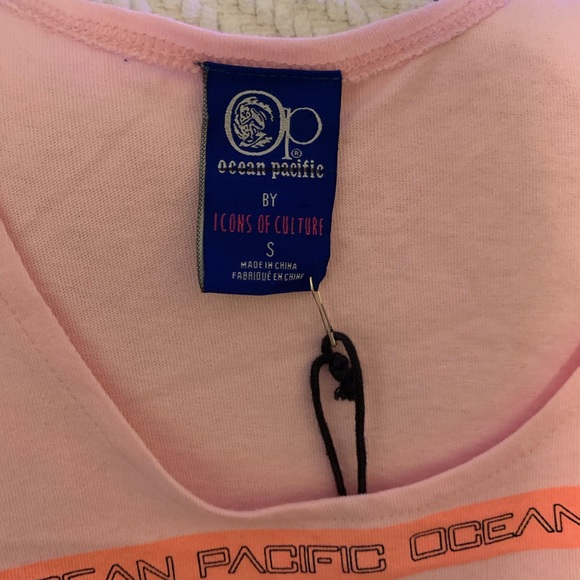 Op®
ocean pacific
BY
ICONS OF CULTURE
S
MADE IN CHINA
FABRIQUÉ EN CHINE
OCEAN PACIFIC OCEAN